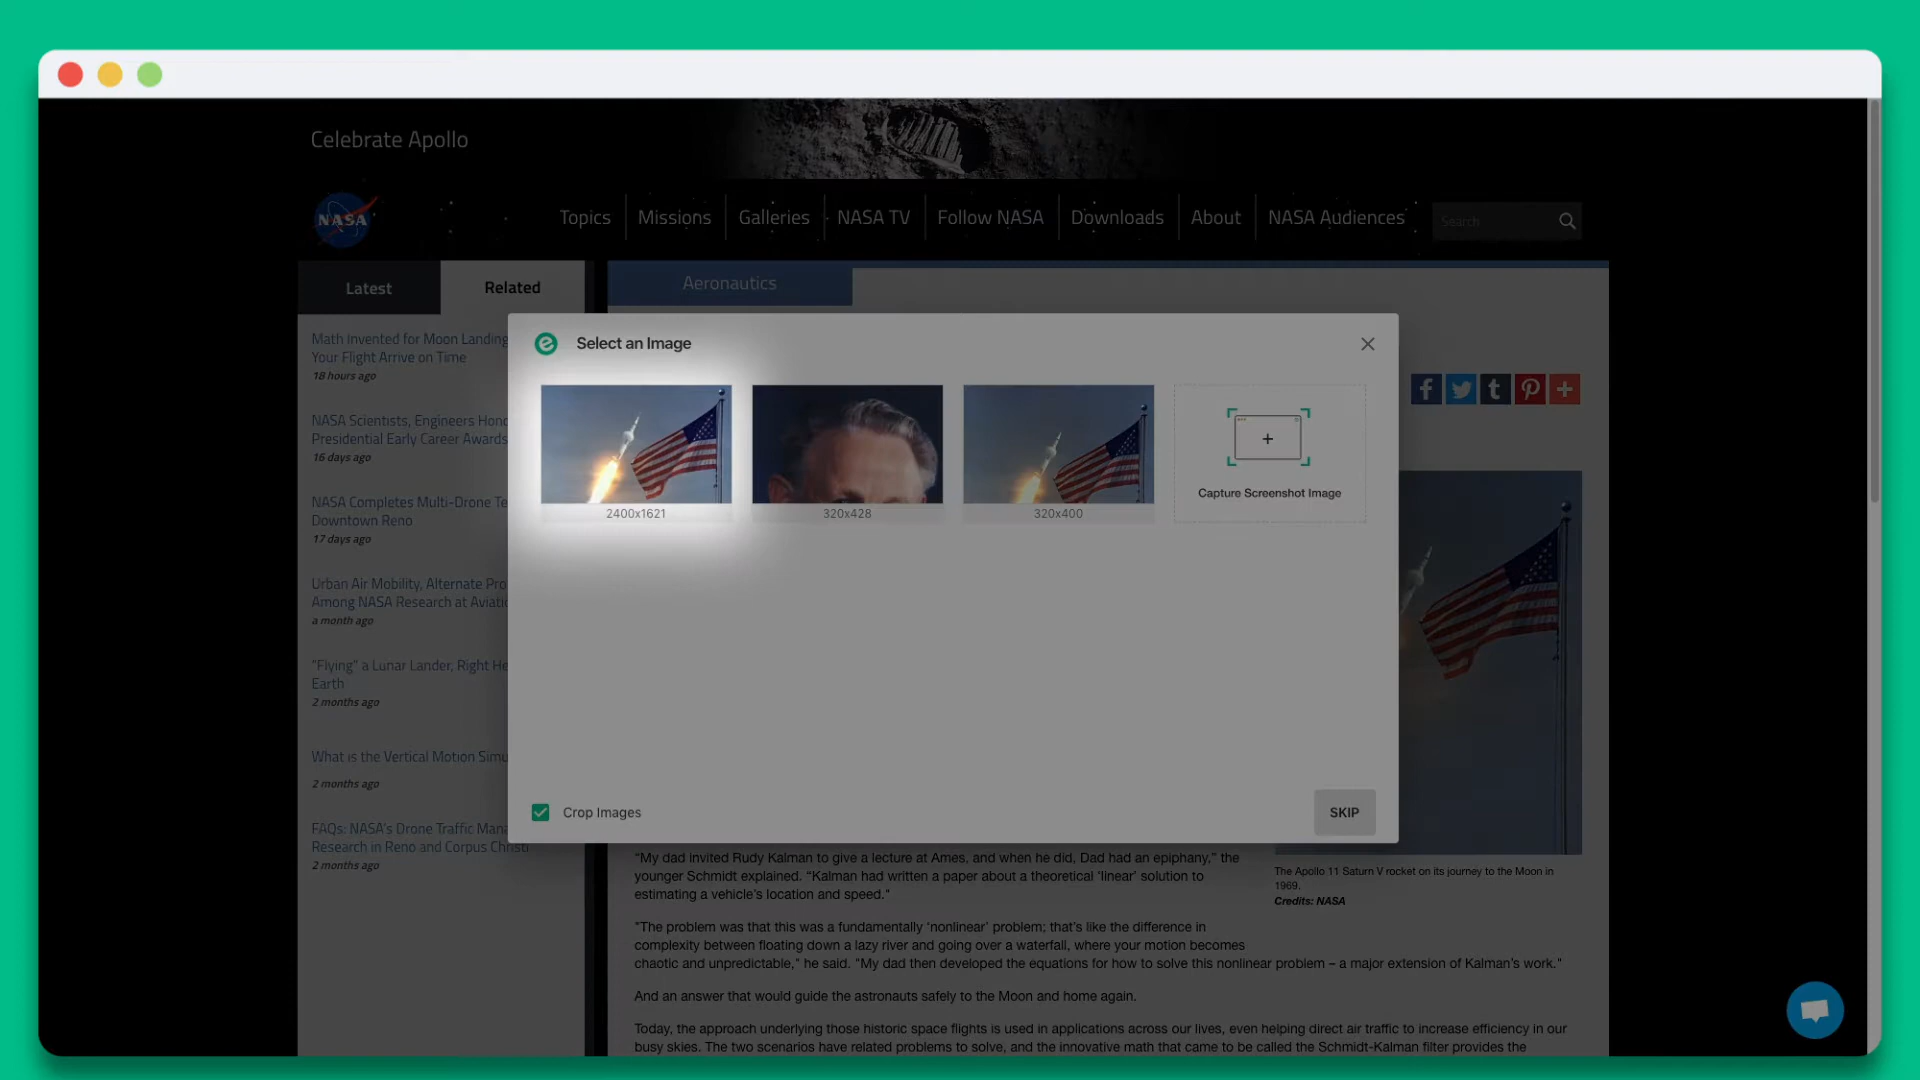 Celebrate Apollo
NASA
Topics
Missions
Galleries
NASA TV
Follow NASA
Downloads
About
NASA Audiences
Search
Latest
Related
Aeronautics
Math Invented for Moon Landing
Your Flight Arrive on Time
18 hours ago
NASA Scientists, Engineers Hono
Presidential Early Career Awards
16 days ago
NASA Completes Multi-Drone Te
Downtown Reno
17 days ago
Urban Air Mobility, Alternate Pro
Among NASA Research at Aviatio
a month ago
"Flying" a Lunar Lander, Right He
Earth
2 months ago
What is the Vertical Motion Simu
2 months ago
FAQs: NASA's Drone Traffic Mana
Research in Reno and Corpus Christi
2 months ago
Select an Image
2400x1621
320x428
320x400
Capture Screenshot Image
Crop Images
SKIP
"My dad invited Rudy Kalman to give a lecture at Ames, and when he did, Dad had an epiphany," the
younger Schmidt explained. "Kalman had written a paper about a theoretical 'linear' solution to
estimating a vehicle's location and speed."
"The problem was that this was a fundamentally 'nonlinear' problem; that's like the difference in
complexity between floating down a lazy river and going over a waterfall, where your motion becomes
chaotic and unpredictable," he said. "My dad then developed the equations for how to solve this nonlinear problem – a major extension of Kalman's work."
And an answer that would guide the astronauts safely to the Moon and home again.
Today, the approach underlying those historic space flights is used in applications across our lives, even helping direct air traffic to increase efficiency in our
busy skies. The two scenarios have related problems to solve, and the innovative math that came to be called the Schmidt-Kalman filter provides the
The Apollo 11 Saturn V rocket on its journey to the Moon in
1969.
Credits: NASA